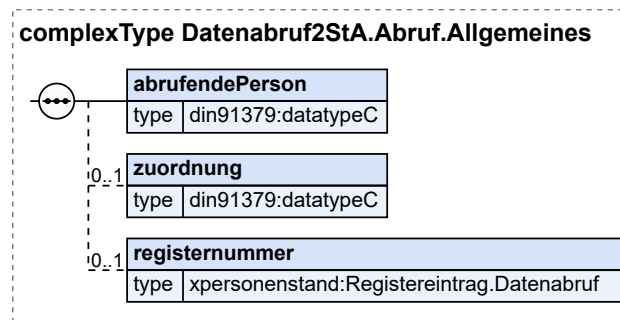 complexType Datenabruf2StA.Abruf.Allgemeines
abrufendePerson
type din91379:datatypeC
0..1 zuordnung
type din91379:datatypeC
0..1 registernummer
type xpersonenstand:Registereintrag.Datenabruf